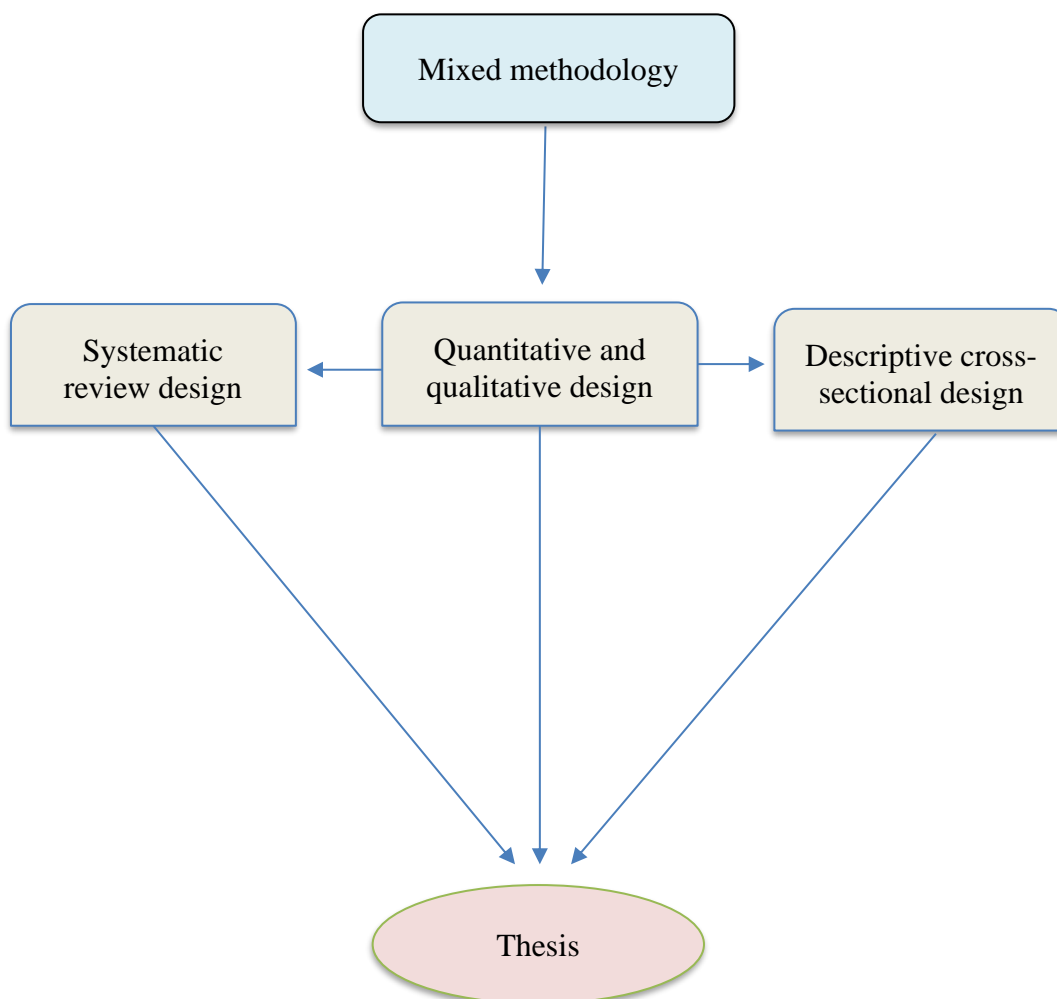 Mixed methodology
Systematic
review design
Quantitative and
qualitative design
Descriptive cross-
sectional design
Thesis